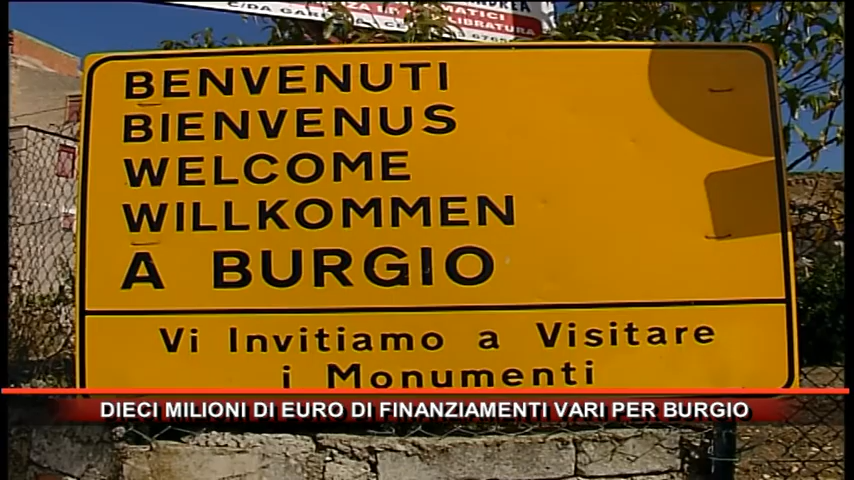 BENVENUTI
BIENVENUS
WELCOME
WILLKOMMEN
A BURGIO
Vi Invitiamo a Visitare
i Monumenti
DIECI MILIONI DI EURO DI FINANZIAMENTI VARI PER BURGIO